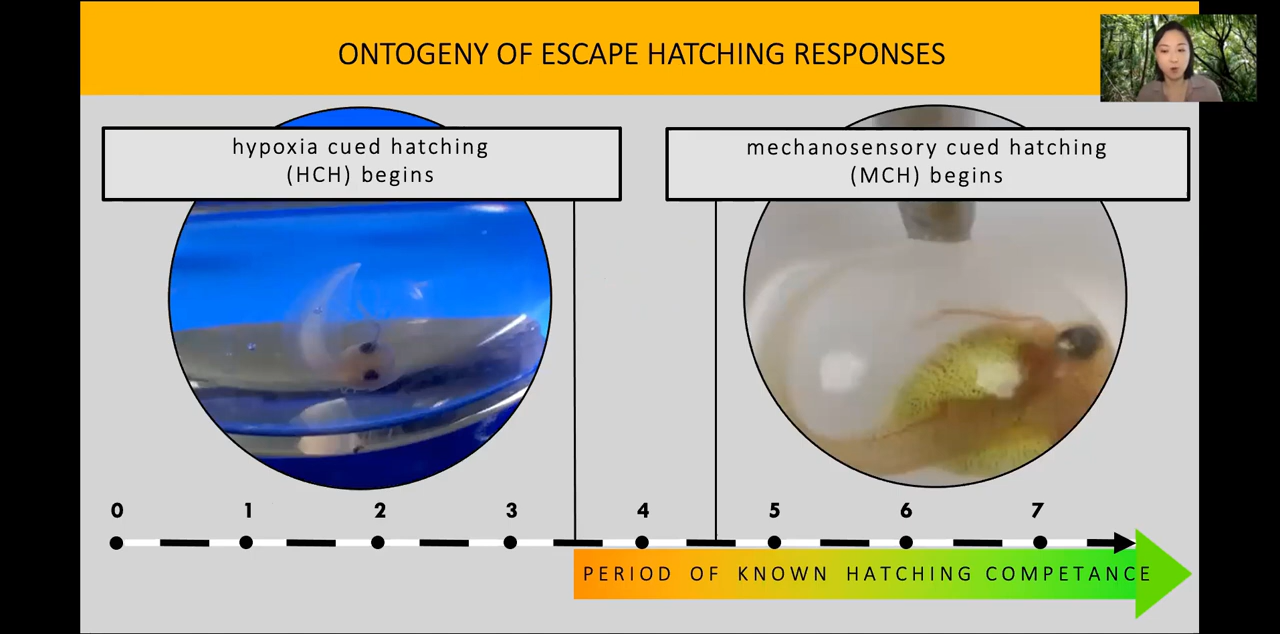 ONTOGENY OF ESCAPE HATCHING RESPONSES
hypoxia cued hatching
(HCH) begins
mechanosensory cued hatching
(MCH) begins
0 1 2 3 4 5 6 7
PERIOD OF KNOWN HATCHING COMPETANCE